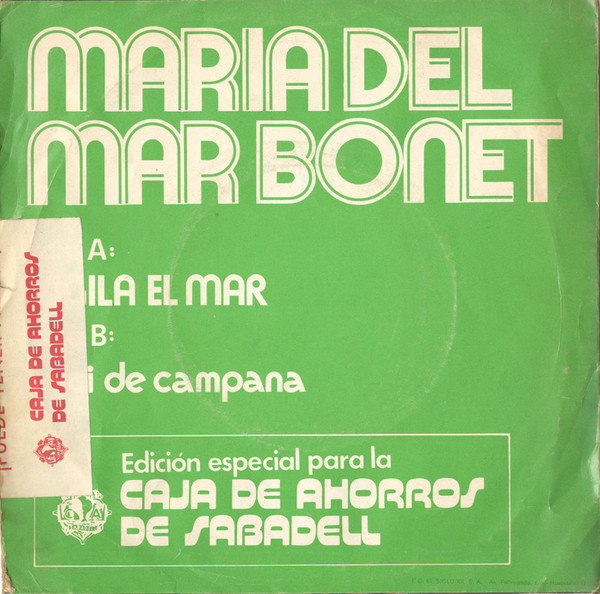 MARIA DEL
MAR BONET
A:
ILA EL MAR
B:
i de campana
CAJA DE AHORROS
DE SABADELL
Edición especial para la
CAJA DE AHORROS
DE SABADELL